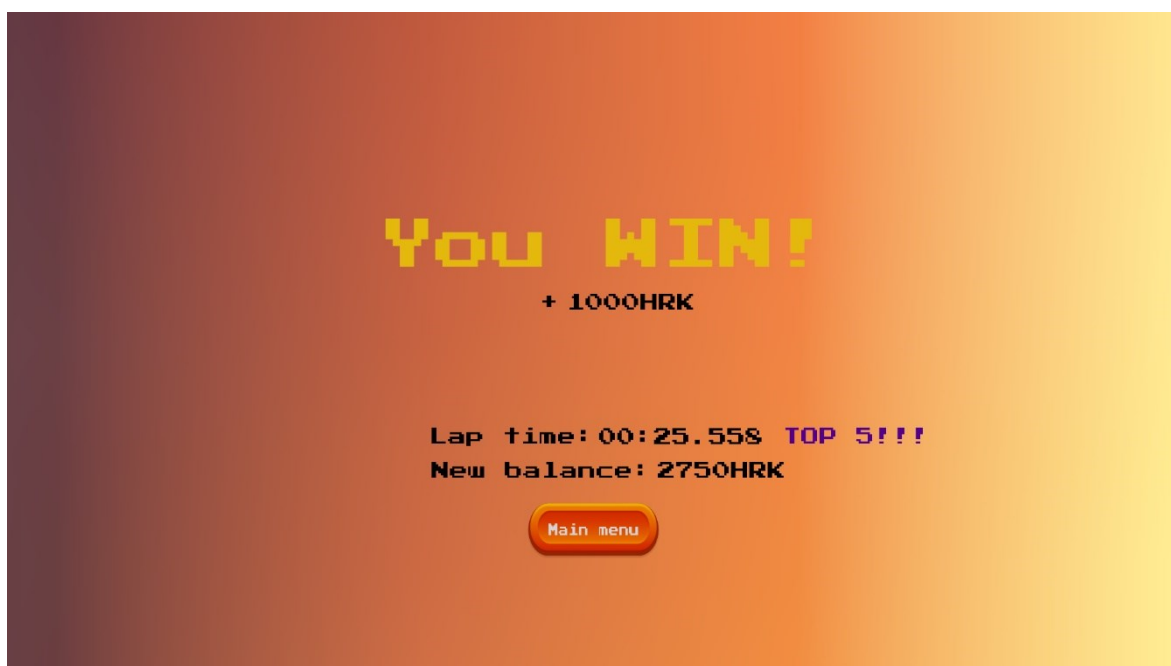 You WIN!
+ 1000HRK
Lap time: 00:25.558 TOP 5!!!
New balance: 2750HRK
Main menu